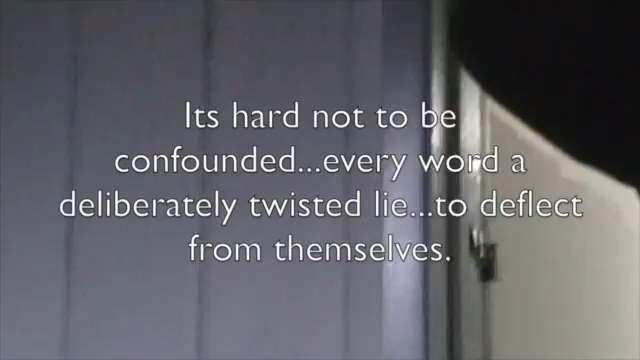 Its hard not to be
confounded...every word a
deliberately twisted lie...to deflect
from themselves.